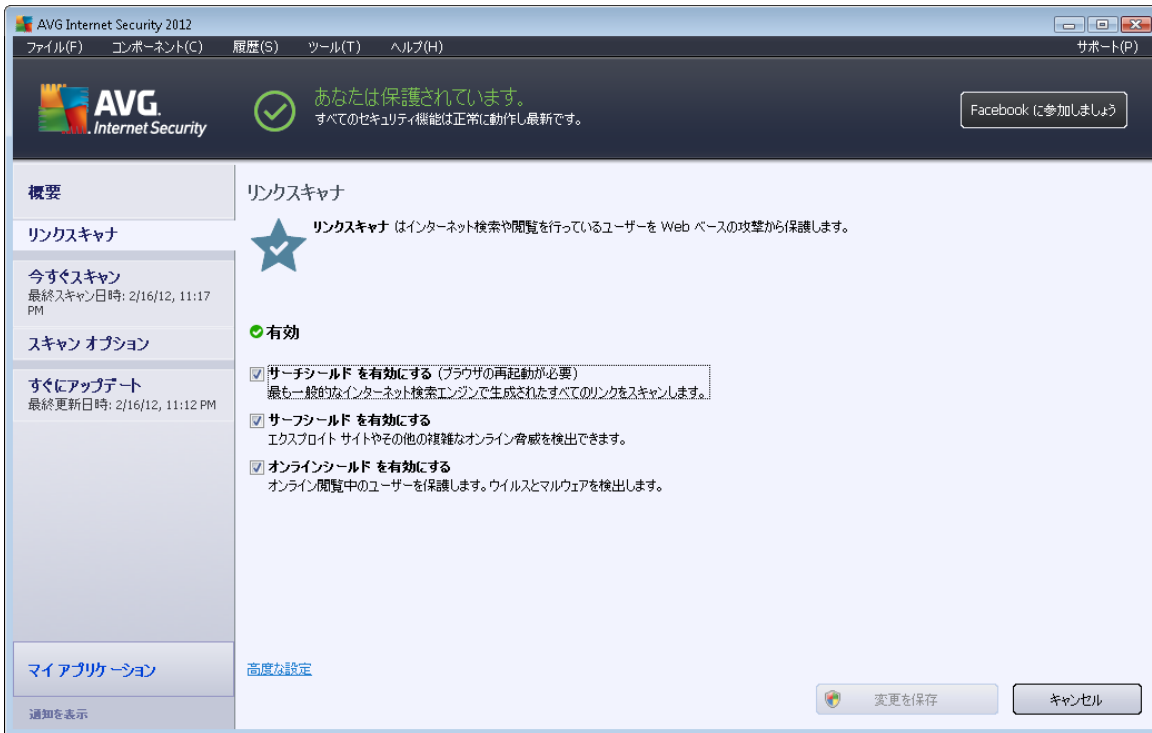 AVG Internet Security 2012
ファイル(F) コンポーネント(C) 履歴(S) ツール(T) ヘルプ(H) サポート(P)
AVG.
Internet Security
あなたは保護されています。
すべてのセキュリティ機能は正常に動作し最新です。
Facebook に参加しましょう
概要
リンクスキャナ
今すぐスキャン
最終スキャン日時: 2/16/12, 11:17
PM
スキャン オプション
すぐにアップデート
最終更新日時: 2/16/12, 11:12 PM
マイ アプリケーション
通知を表示
リンクスキャナ
リンクスキャナ はインターネット検索や閲覧を行っているユーザーを Web ベースの攻撃から保護します。
有効
サーチシールド を有効にする (ブラウザの再起動が必要)
最も一般的なインターネット検索エンジンで生成されたすべてのリンクをスキャンします。
サーフシールド を有効にする
エクスプロイト サイトやその他の複雑なオンライン脅威を検出できます。
オンラインシールド を有効にする
オンライン閲覧中のユーザーを保護します。ウイルスとマルウェアを検出します。
高度な設定
変更を保存
キャンセル